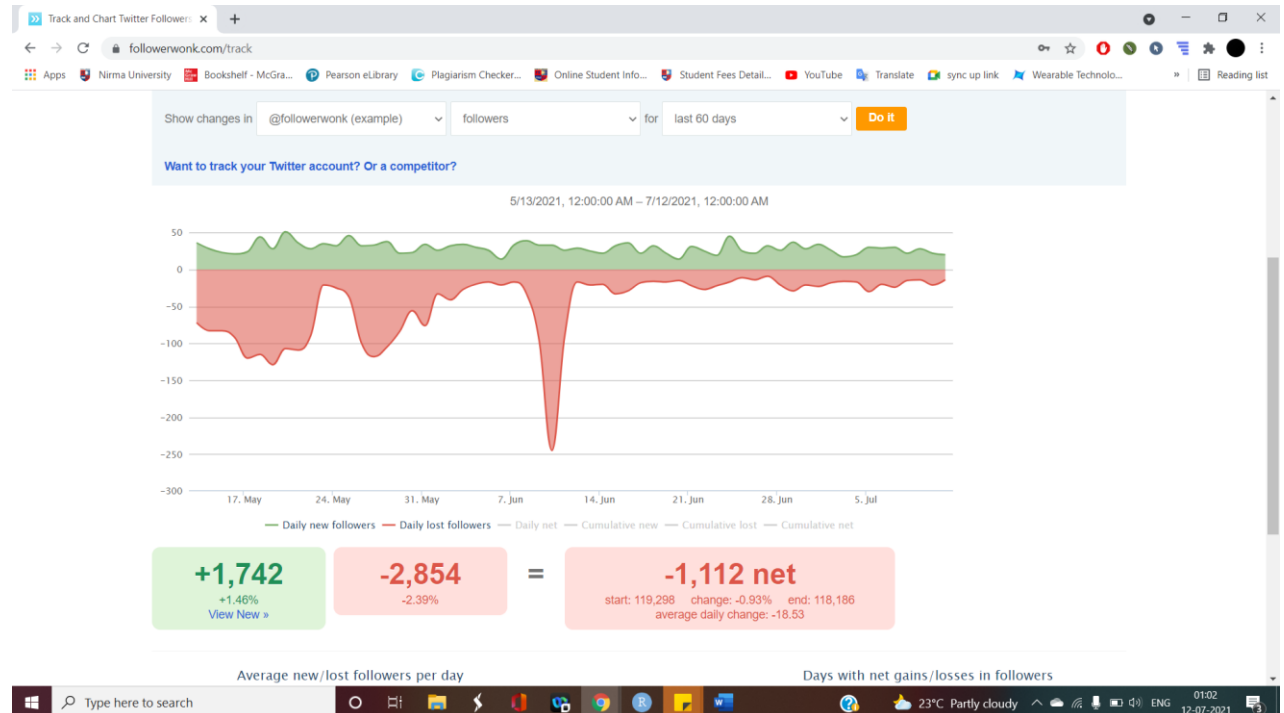 Track and Chart Twitter Followers
followerwonk.com/track
Apps Nirma University Bookshelf - McGra... Pearson eLibrary Plagiarism Checker... Online Student Info... Student Fees Detail... YouTube Translate sync up link Wearable Technolo... » Reading list
Show changes in @followerwonk (example) followers for last 60 days Do it
Want to track your Twitter account? Or a competitor?
5/13/2021, 12:00:00 AM – 7/12/2021, 12:00:00 AM
50
0
-50
-100
-150
-200
-250
-300
17. May 24. May 31. May 7. Jun 14. Jun 21. Jun 28. Jun 5. Jul
Daily new followers Daily lost followers Daily net Cumulative new Cumulative lost Cumulative net
+1,742 -2,854 = -1,112 net
+1.46% -2.39% start: 119,298 change: -0.93% end: 118,186
View New » average daily change: -18.53
Average new/lost followers per day Days with net gains/losses in followers
Type here to search 23°C Partly cloudy ENG 01:02
12-07-2021